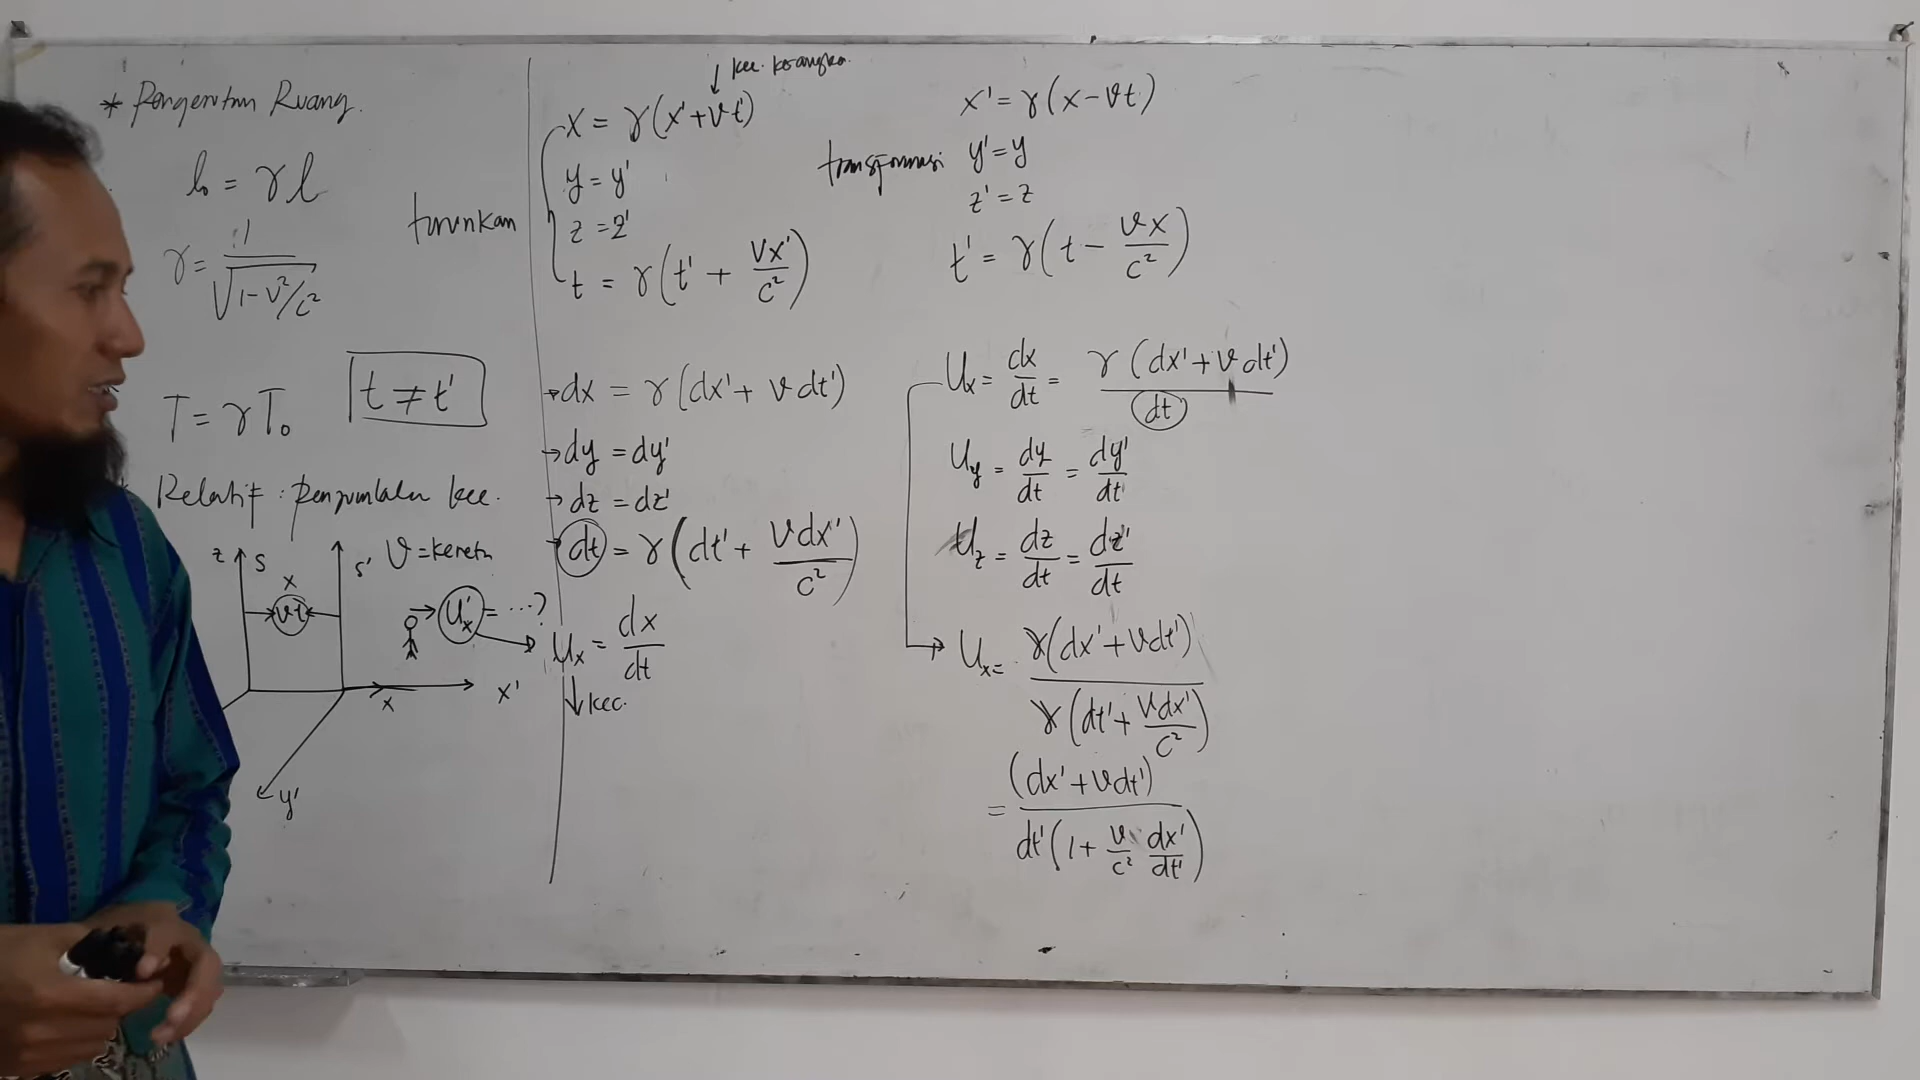 * Pengerutan Ruang.
l₀ = γ l
γ = 1 / √(1 - v²/c²)
T = γ T₀
t ≠ t'
Relatif : penjumlahan kec.
z
S
x
vt
S'
v = kereta
U'x = ...?
x
x'
y'
turunkan
kec. kerangka.
x = γ(x' + vt')
y = y'
z = z'
t = γ(t' + vx'/c²)
→ dx = γ(dx' + v dt')
→ dy = dy'
→ dz = dz'
→ dt = γ(dt' + v dx'/c²)
Ux = dx/dt
↓ kec.
transformasi
x' = γ(x - vt)
y' = y
z' = z
t' = γ(t - vx/c²)
Ux = dx/dt = γ(dx' + v dt') / dt
Uy = dy/dt = dy'/dt
Uz = dz/dt = dz'/dt
Ux = γ(dx' + v dt') / γ(dt' + v dx'/c²)
= (dx' + v dt') / dt'(1 + v/c² dx'/dt')